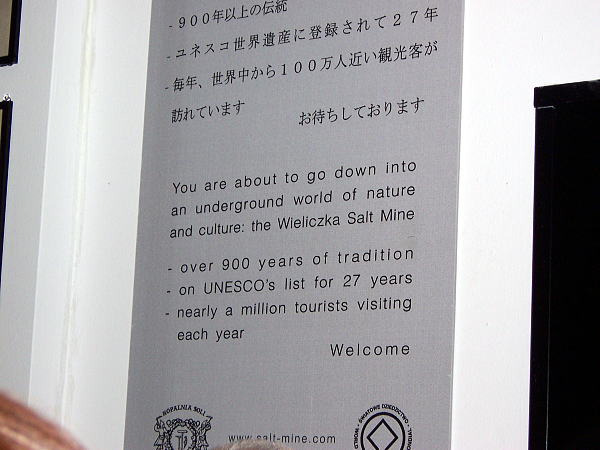 - ９００年以上の伝統
- ユネスコ世界遺産に登録されて２７年
- 毎年、世界中から１００万人近い観光客が
訪れています
お待ちしております
You are about to go down into
an underground world of nature
and culture: the Wieliczka Salt Mine
- over 900 years of tradition
- on UNESCO's list for 27 years
- nearly a million tourists visiting
each year
Welcome
KOPALNIA SOLI
www.salt-mine.com
ŚWIATOWE DZIEDZICTWO